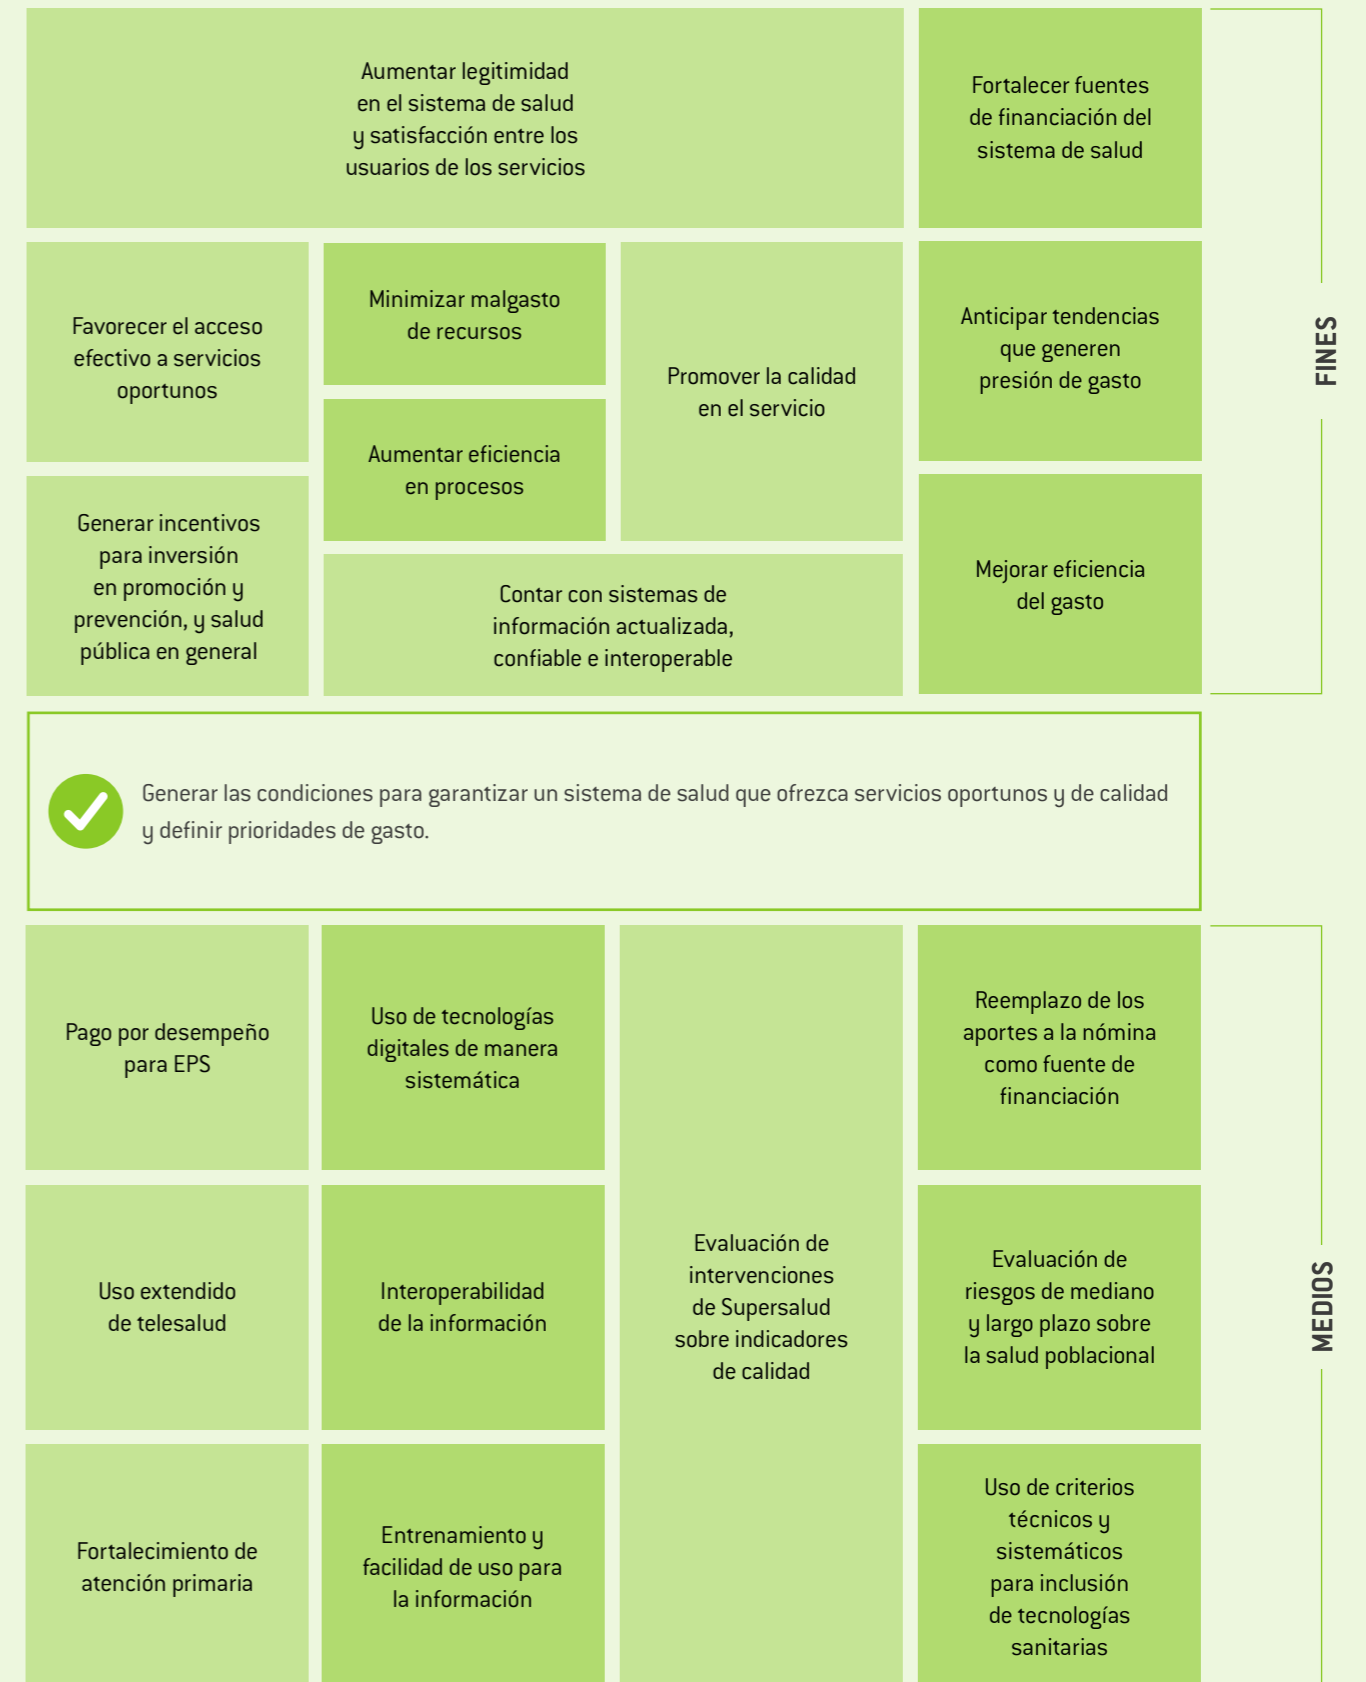 Aumentar legitimidad
en el sistema de salud
y satisfacción entre los
usuarios de los servicios
Fortalecer fuentes
de financiación del
sistema de salud
Favorecer el acceso
efectivo a servicios
oportunos
Minimizar malgasto
de recursos
Aumentar eficiencia
en procesos
Promover la calidad
en el servicio
Anticipar tendencias
que generen
presión de gasto
Generar incentivos
para inversión
en promoción y
prevención, y salud
pública en general
Contar con sistemas de
información actualizada,
confiable e interoperable
Mejorar eficiencia
del gasto
FINES
Generar las condiciones para garantizar un sistema de salud que ofrezca servicios oportunos y de calidad
y definir prioridades de gasto.
Pago por desempeño
para EPS
Uso de tecnologías
digitales de manera
sistemática
Evaluación de
intervenciones
de Supersalud
sobre indicadores
de calidad
Reemplazo de los
aportes a la nómina
como fuente de
financiación
Uso extendido
de telesalud
Interoperabilidad
de la información
Evaluación de
riesgos de mediano
y largo plazo sobre
la salud poblacional
Fortalecimiento de
atención primaria
Entrenamiento y
facilidad de uso para
la información
Uso de criterios
técnicos y
sistemáticos
para inclusión
de tecnologías
sanitarias
MEDIOS